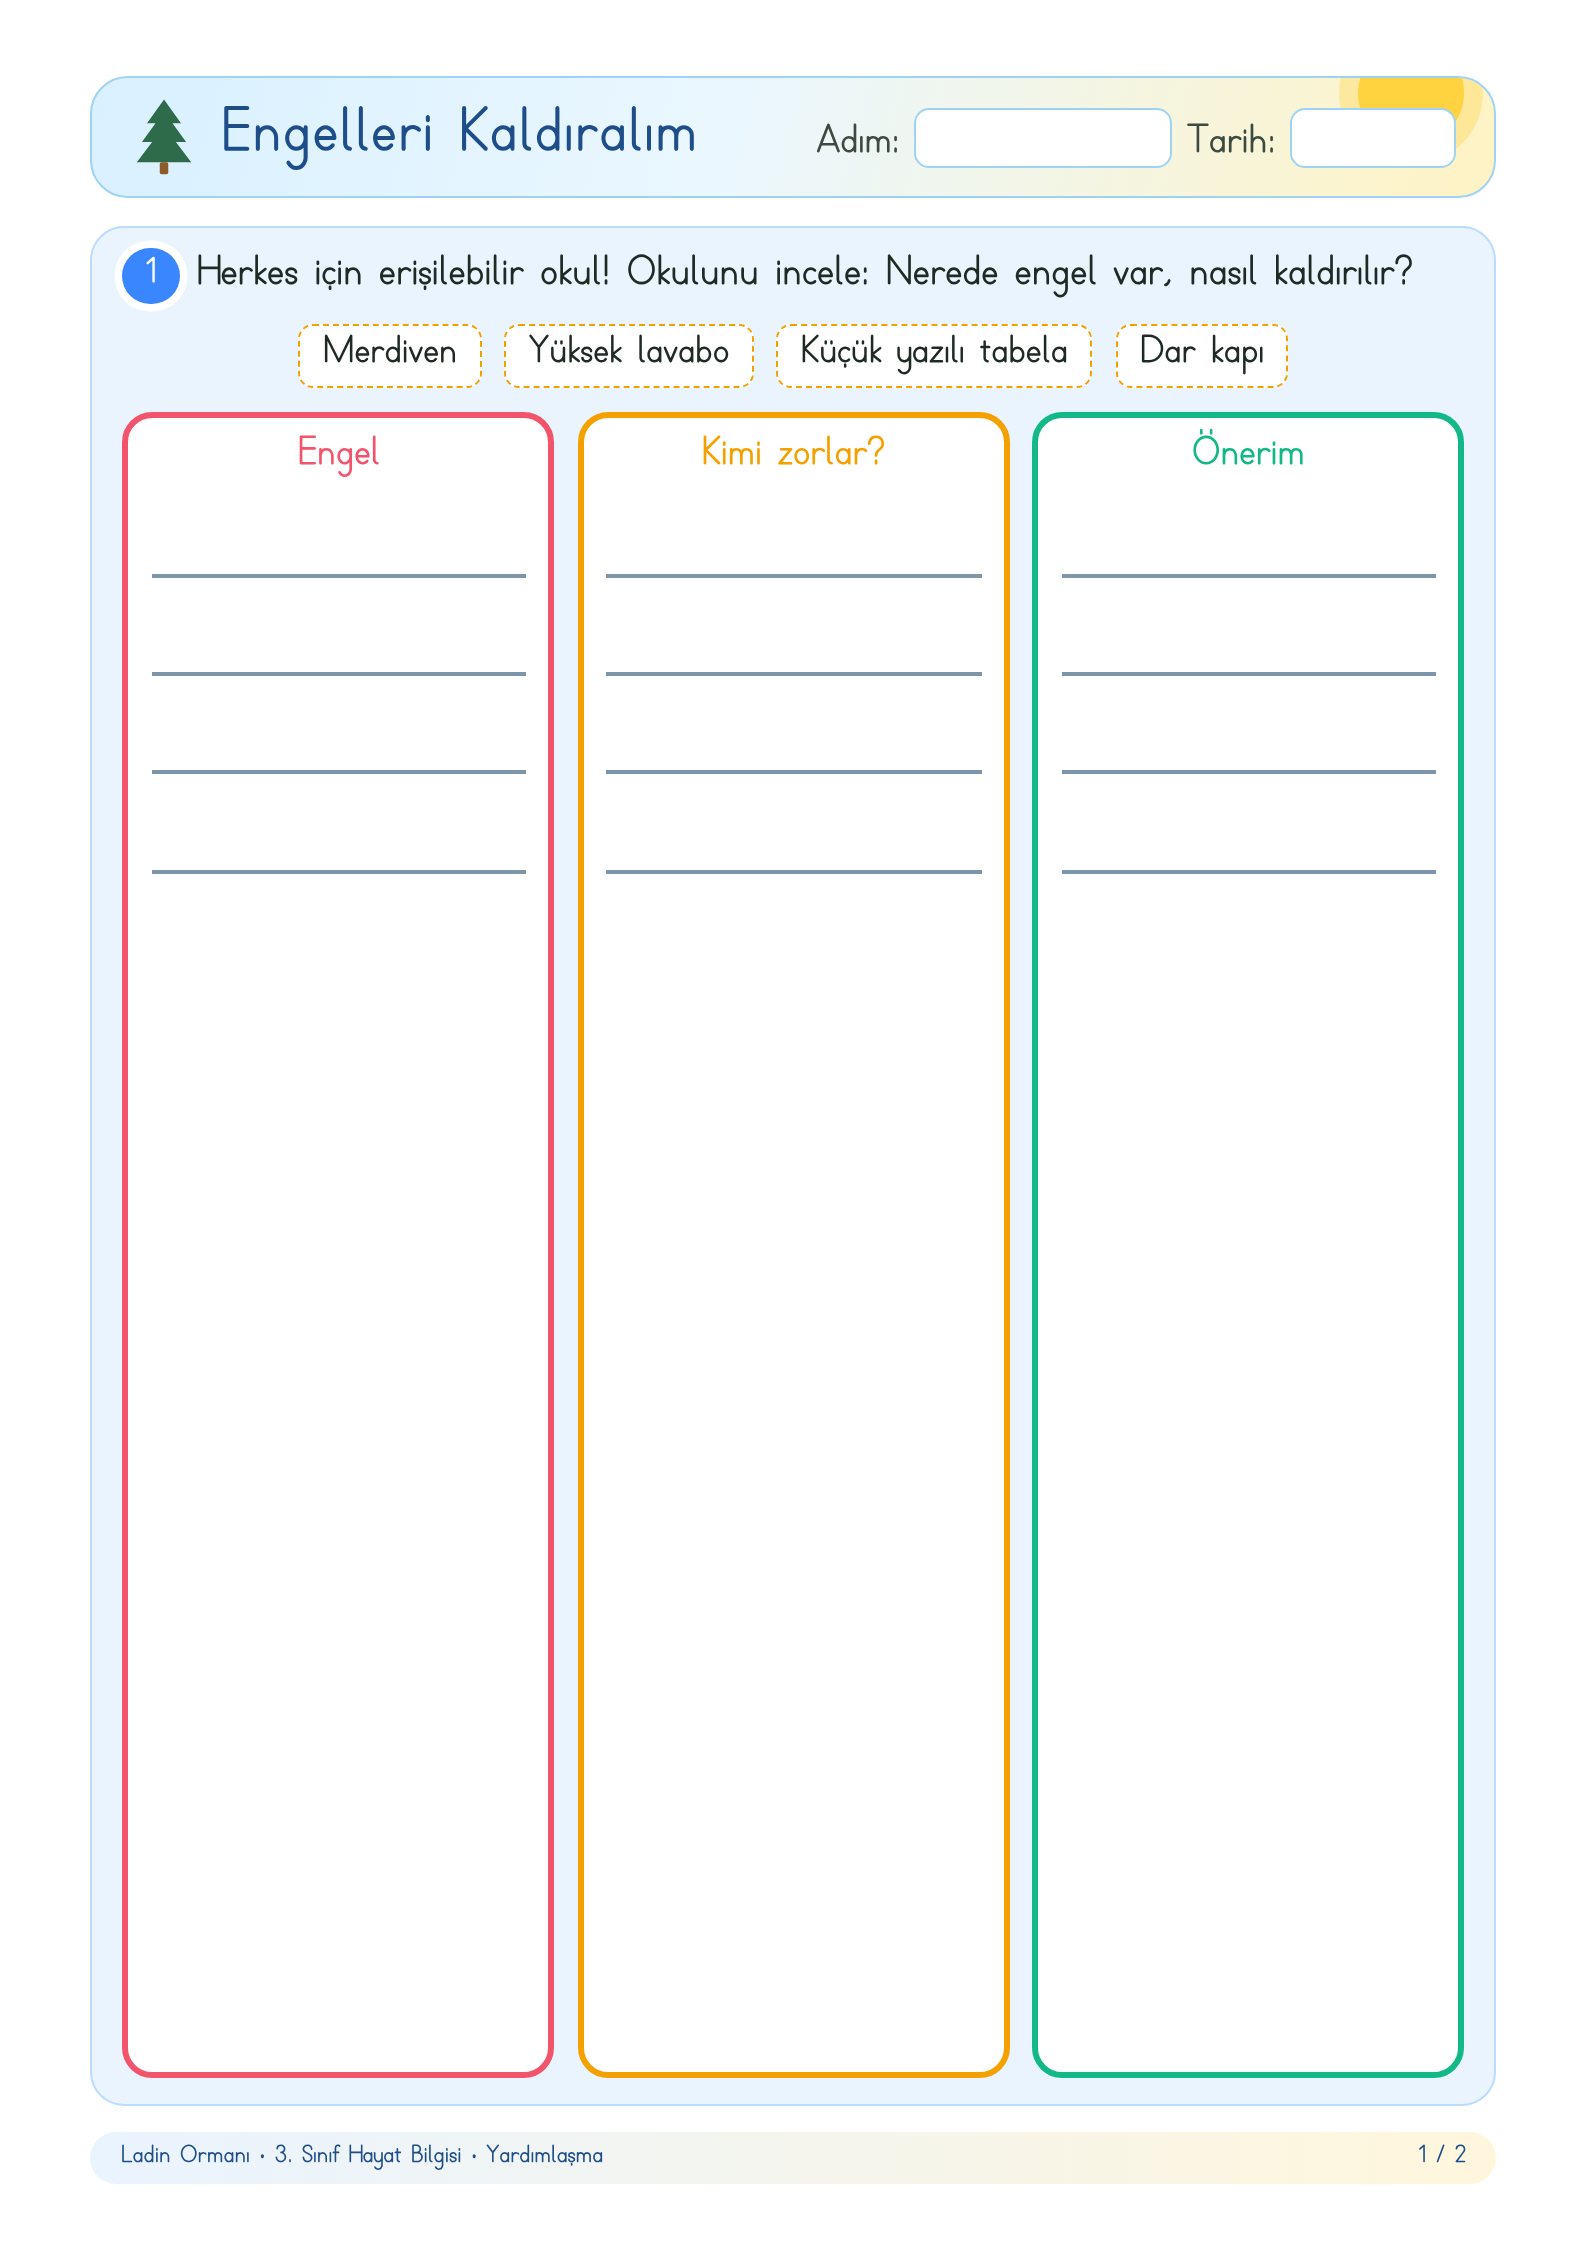 Engelleri Kaldıralım
Adım:
Tarih:
1 Herkes için erişilebilir okul! Okulunu incele: Nerede engel var, nasıl kaldırılır?
Merdiven
Yüksek lavabo
Küçük yazılı tabela
Dar kapı
Engel
Kimi zorlar?
Önerim
Ladin Ormanı • 3. Sınıf Hayat Bilgisi • Yardımlaşma
1 / 2